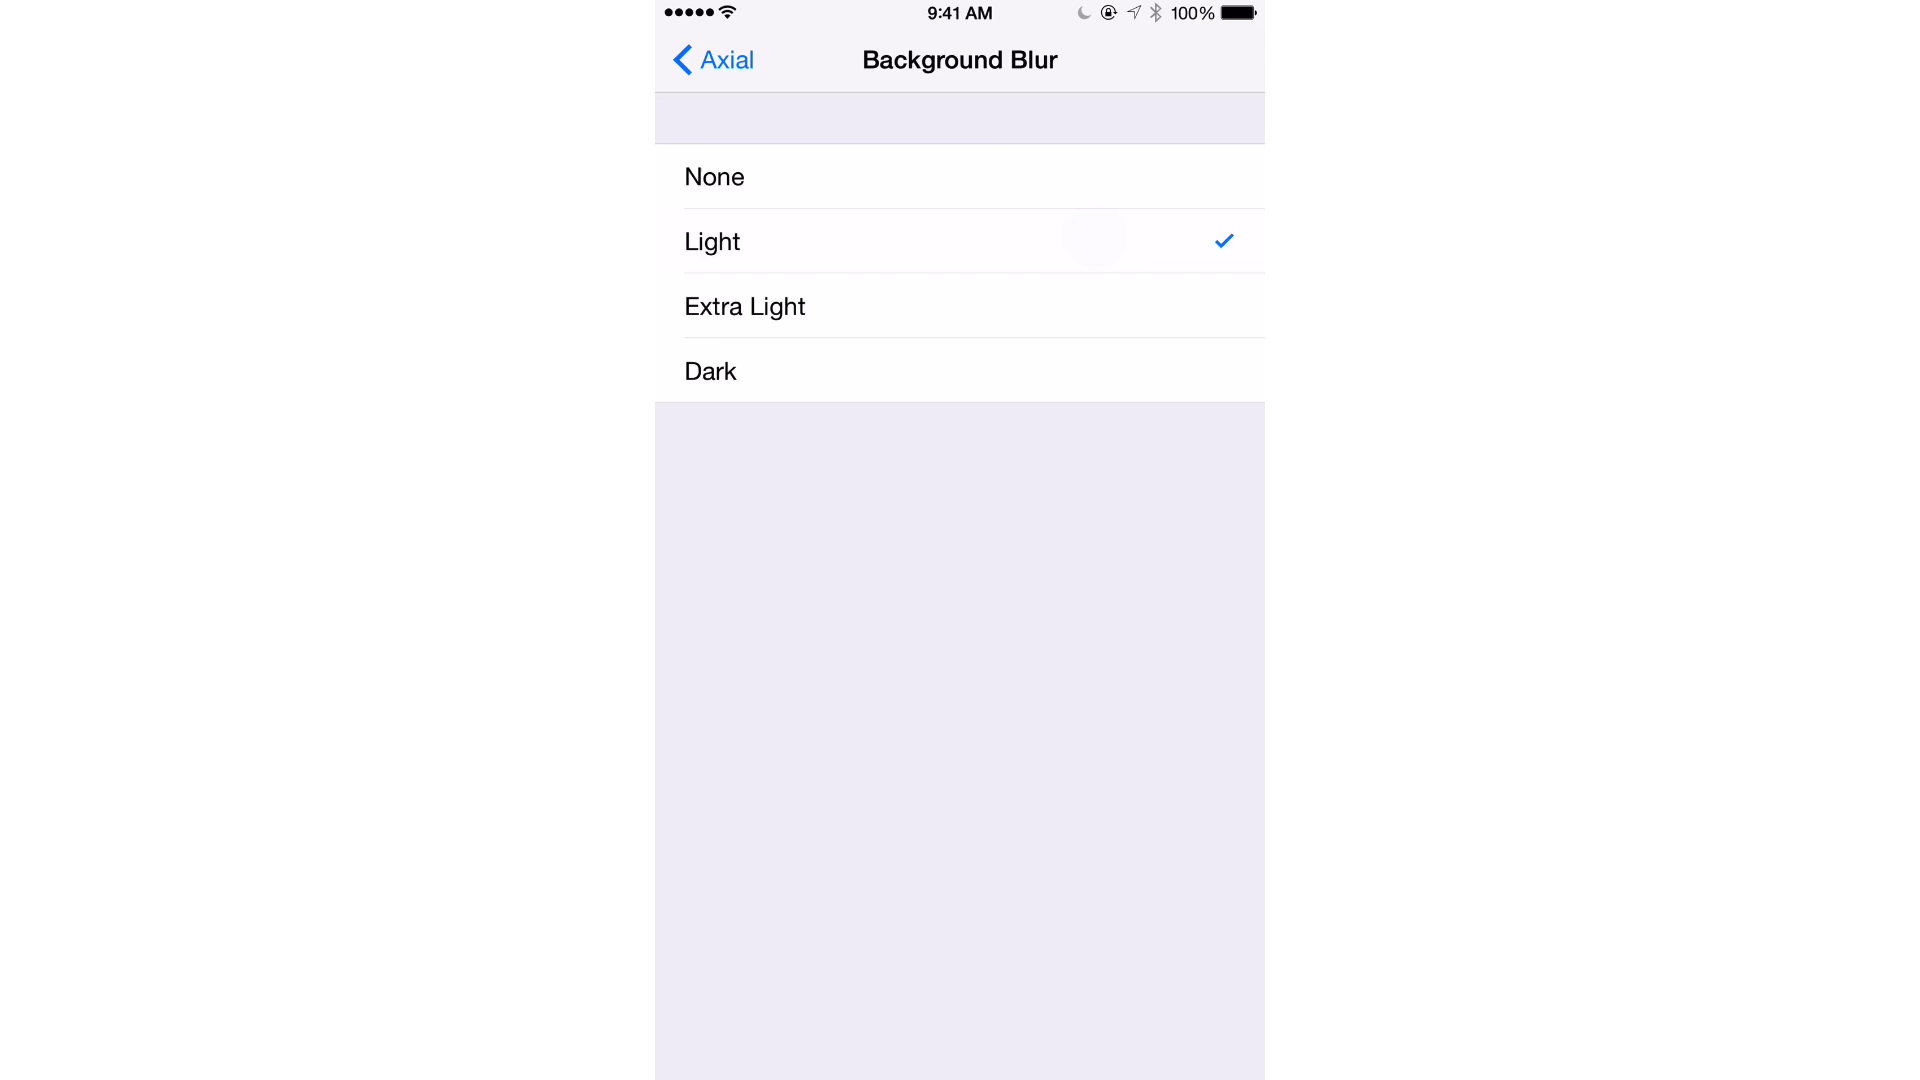 9:41 AM 100%
Axial Background Blur
None
Light
Extra Light
Dark